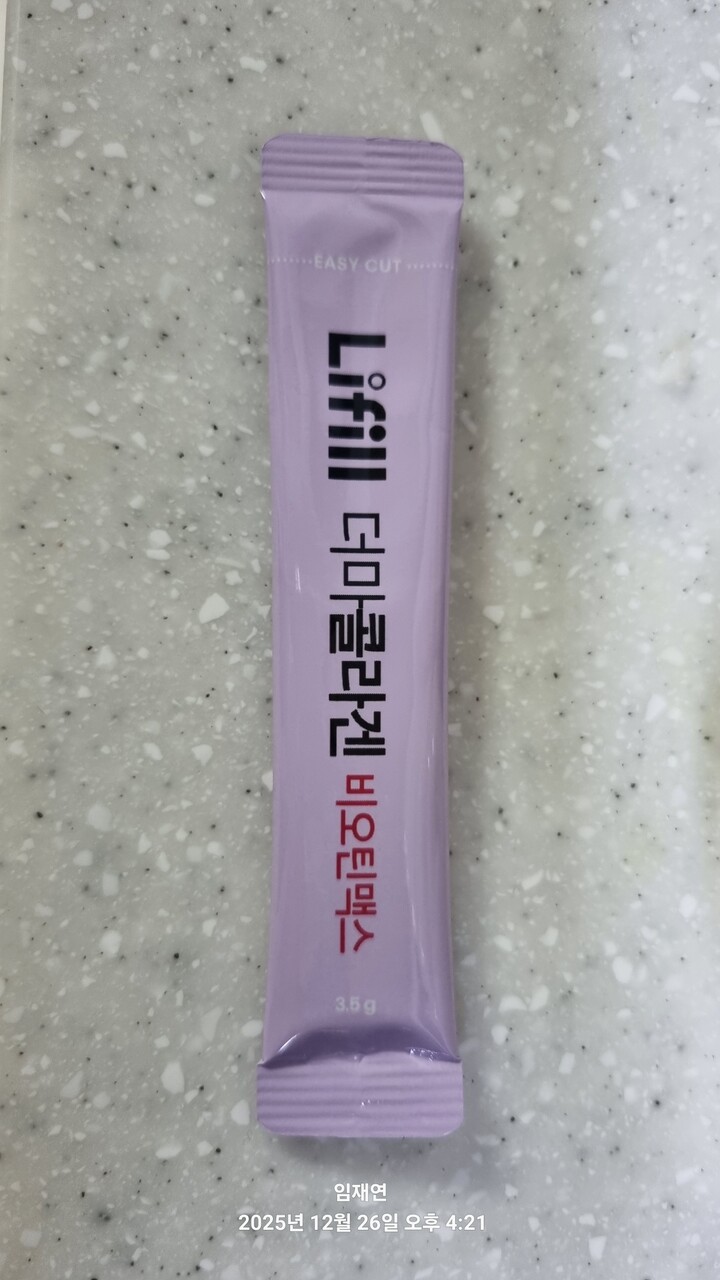 EASY CUT
Lifill 더마콜라겐 비오틴맥스
3.5 g
임재연
2025년 12월 26일 오후 4:21